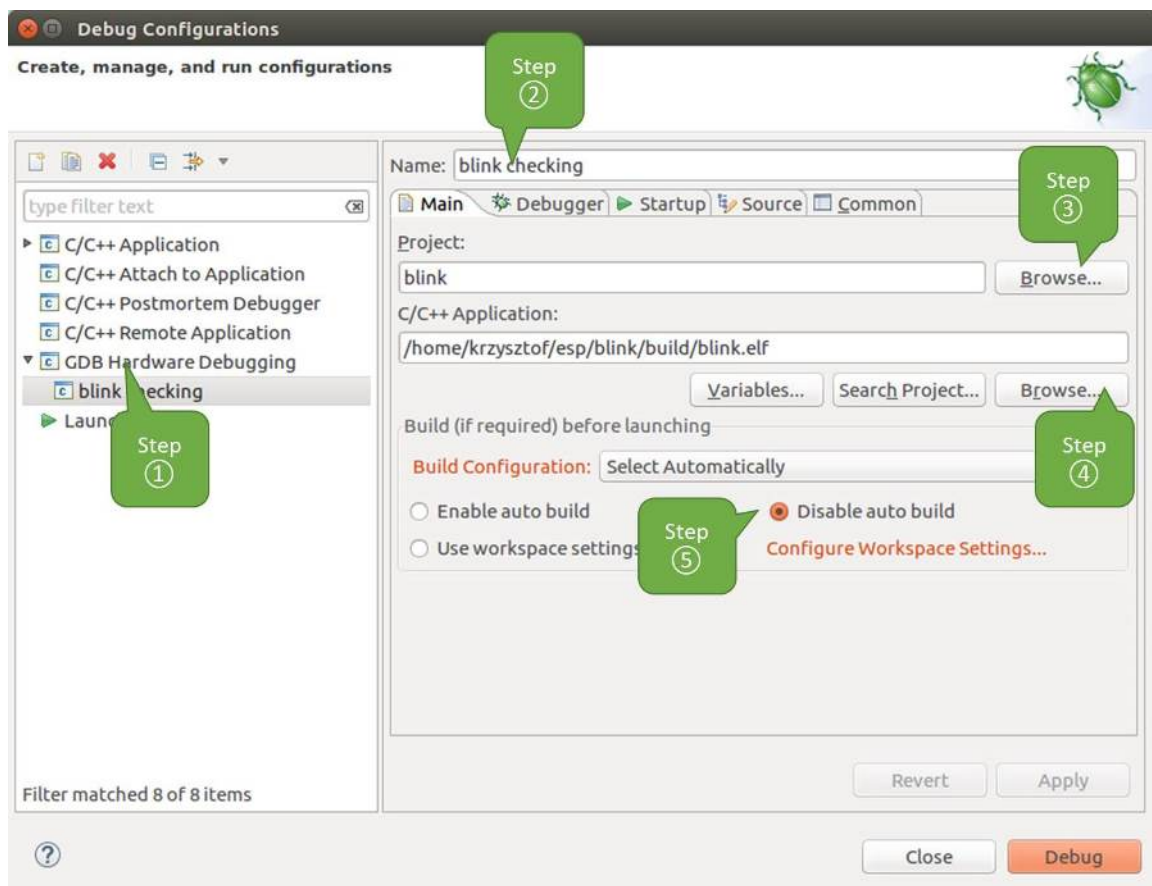 Debug Configurations
Create, manage, and run configurations
Step
②
type filter text
C/C++ Application
C/C++ Attach to Application
C/C++ Postmortem Debugger
C/C++ Remote Application
GDB Hardware Debugging
blink checking
Step
①
Filter matched 8 of 8 items
Name: blink checking
Main Debugger Startup Source Common
Step
③
Project:
blink Browse...
C/C++ Application:
/home/krzysztof/esp/blink/build/blink.elf
Variables... Search Project... Browse...
Step
④
Build (if required) before launching
Build Configuration: Select Automatically
Enable auto build Disable auto build
Step
⑤
Use workspace settings Configure Workspace Settings...
Revert Apply
Close Debug